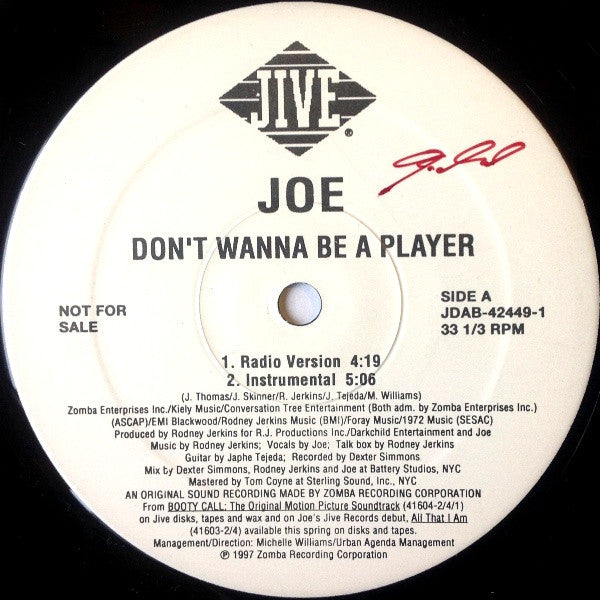 JIVE
®
JOE
DON'T WANNA BE A PLAYER
NOT FOR
SALE
SIDE A
JDAB-42449-1
33 1/3 RPM
1. Radio Version 4:19
2. Instrumental 5:06
(J. Thomas/J. Skinner/R. Jerkins/J. Tejeda/M. Williams)
Zomba Enterprises Inc./Kiely Music/Conversation Tree Entertainment (Both adm. by Zomba Enterprises Inc.)
(ASCAP)/EMI Blackwood/Rodney Jerkins Music (BMI)/Foray Music/1972 Music (SESAC)
Produced by Rodney Jerkins for R.J. Productions Inc./Darkchild Entertainment and Joe
Music by Rodney Jerkins; Vocals by Joe; Talk box by Rodney Jerkins
Guitar by Japhe Tejeda; Recorded by Dexter Simmons
Mix by Dexter Simmons, Rodney Jerkins and Joe at Battery Studios, NYC
Mastered by Tom Coyne at Sterling Sound, Inc., NYC
AN ORIGINAL SOUND RECORDING MADE BY ZOMBA RECORDING CORPORATION
From BOOTY CALL: The Original Motion Picture Soundtrack (41604-2/4/1)
on Jive disks, tapes and wax and on Joe's Jive Records debut, All That I Am
(41603-2/4) available this spring on disks and tapes.
Management/Direction: Michelle Williams/Urban Agenda Management
℗ 1997 Zomba Recording Corporation